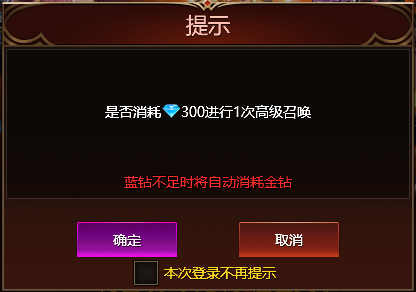 提示
是否消耗300进行1次高级召唤
蓝钻不足时将自动消耗金钻
确定
取消
本次登录不再提示